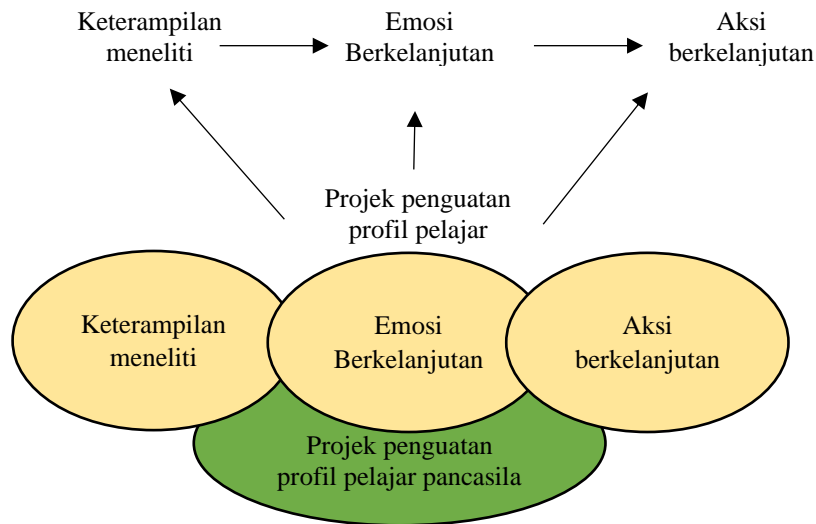 Keterampilan
meneliti
Emosi
Berkelanjutan
Aksi
berkelanjutan
Projek penguatan
profil pelajar
Keterampilan
meneliti
Emosi
Berkelanjutan
Aksi
berkelanjutan
Projek penguatan
profil pelajar pancasila